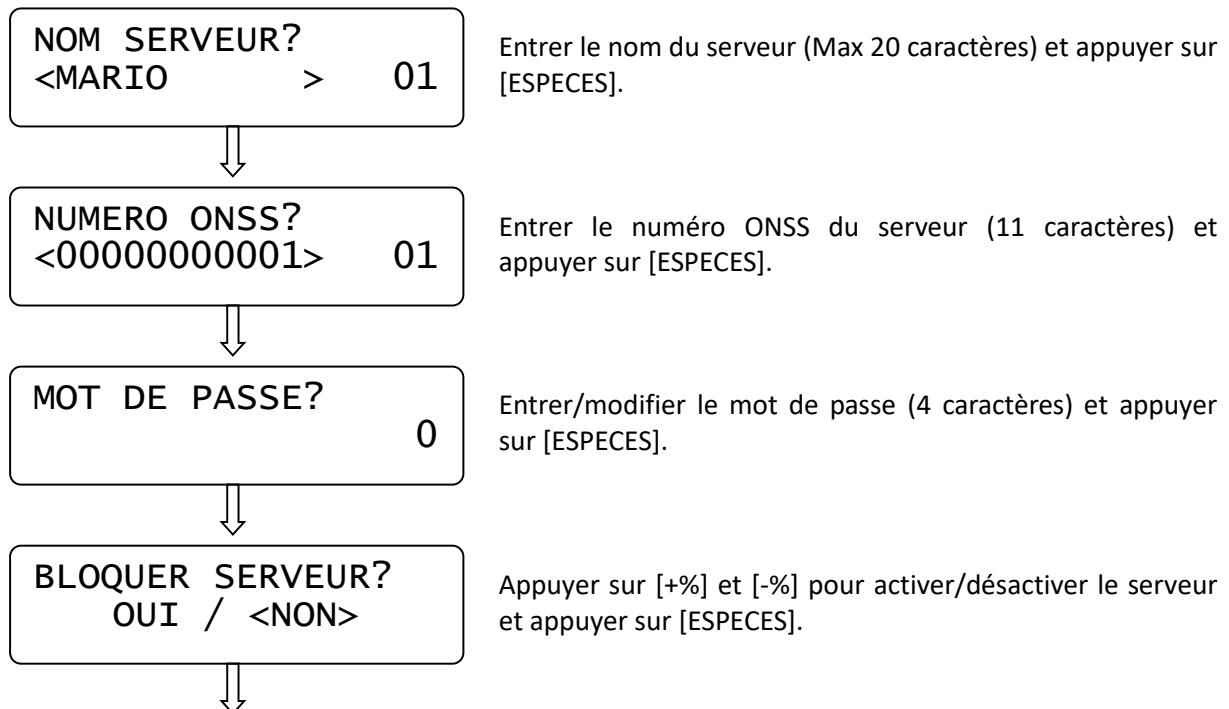 NOM SERVEUR?
<MARIO > 01
Entrer le nom du serveur (Max 20 caractères) et appuyer sur
[ESPECES].
NUMERO ONSS?
<00000000001> 01
Entrer le numéro ONSS du serveur (11 caractères) et
appuyer sur [ESPECES].
MOT DE PASSE?
0
Entrer/modifier le mot de passe (4 caractères) et appuyer
sur [ESPECES].
BLOQUER SERVEUR?
OUI / <NON>
Appuyer sur [+%] et [-%] pour activer/désactiver le serveur
et appuyer sur [ESPECES].